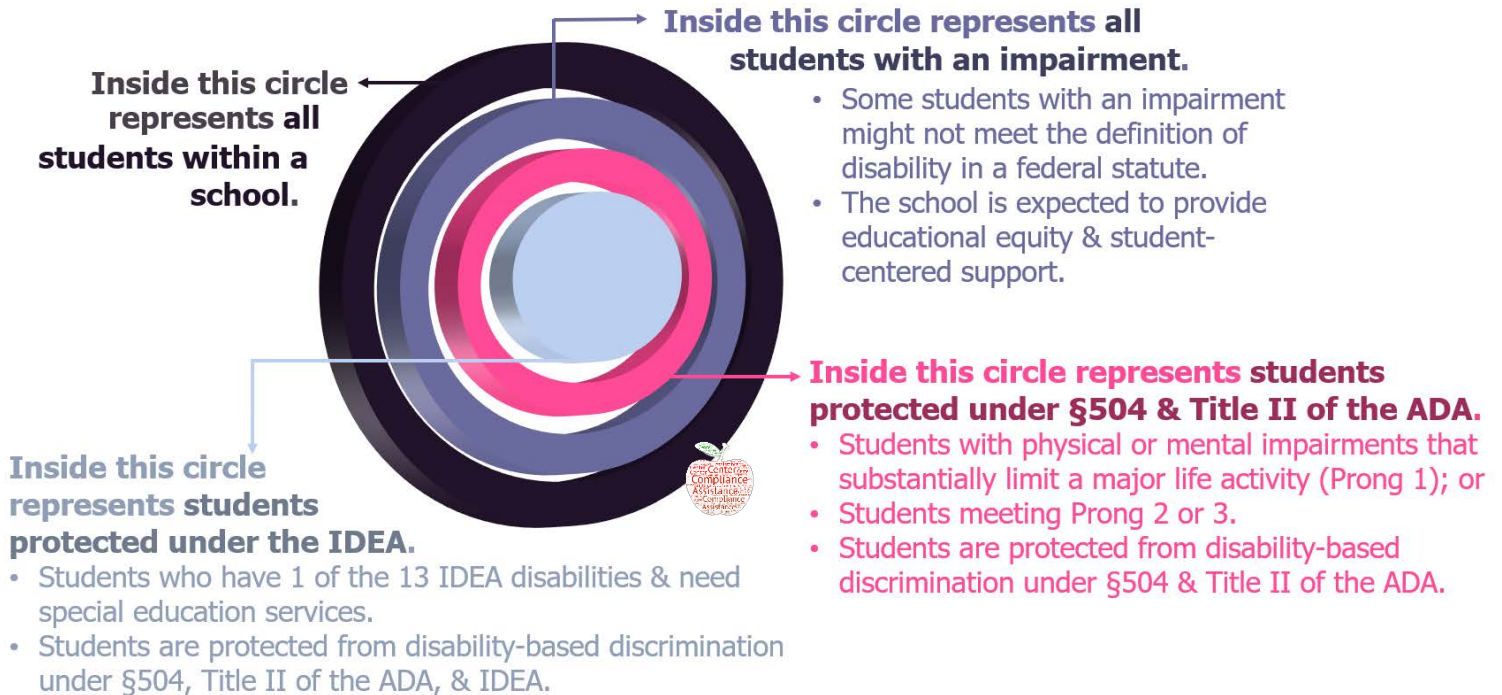 Inside this circle
represents all
students within a
school.
Inside this circle represents all
students with an impairment.
• Some students with an impairment
might not meet the definition of
disability in a federal statute.
• The school is expected to provide
educational equity & student-
centered support.
Inside this circle represents students
protected under §504 & Title II of the ADA.
• Students with physical or mental impairments that
substantially limit a major life activity (Prong 1); or
• Students meeting Prong 2 or 3.
• Students are protected from disability-based
discrimination under §504 & Title II of the ADA.
Inside this circle
represents students
protected under the IDEA.
• Students who have 1 of the 13 IDEA disabilities & need
special education services.
• Students are protected from disability-based discrimination
under §504, Title II of the ADA, & IDEA.
Center
Compliance
Assistance
Compliance
Assistance